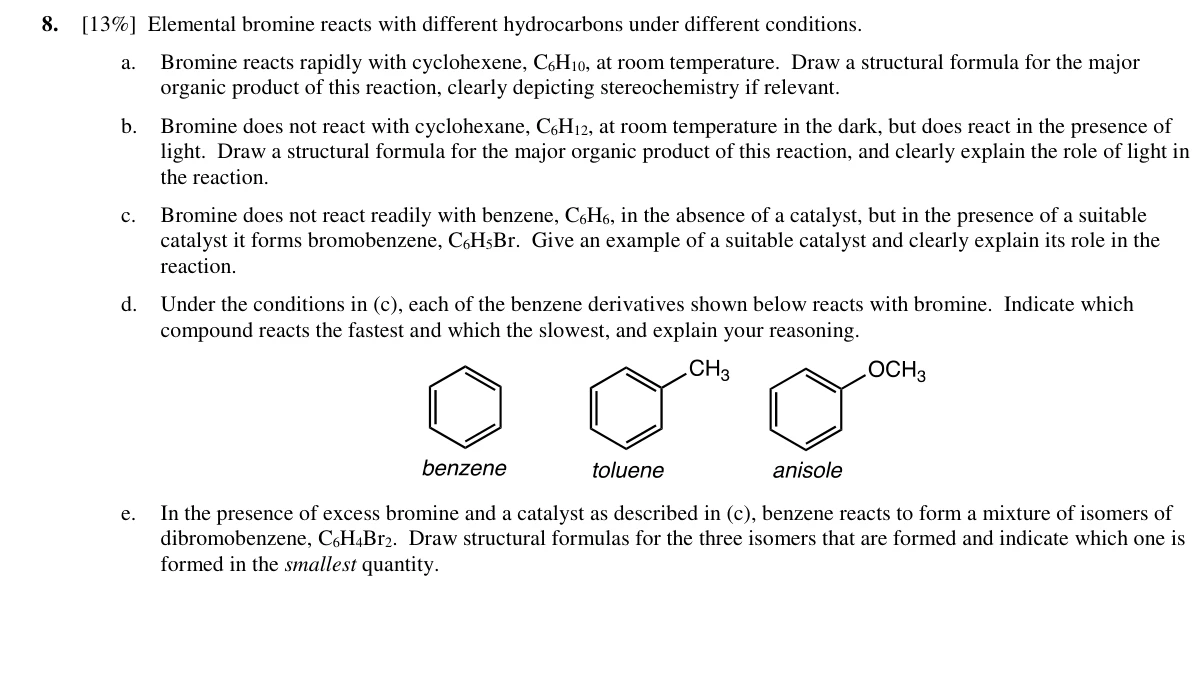 8. [13%] Elemental bromine reacts with different hydrocarbons under different conditions.
a. Bromine reacts rapidly with cyclohexene, C₆H₁₀, at room temperature. Draw a structural formula for the major
organic product of this reaction, clearly depicting stereochemistry if relevant.
b. Bromine does not react with cyclohexane, C₆H₁₂, at room temperature in the dark, but does react in the presence of
light. Draw a structural formula for the major organic product of this reaction, and clearly explain the role of light in
the reaction.
c. Bromine does not react readily with benzene, C₆H₆, in the absence of a catalyst, but in the presence of a suitable
catalyst it forms bromobenzene, C₆H₅Br. Give an example of a suitable catalyst and clearly explain its role in the
reaction.
d. Under the conditions in (c), each of the benzene derivatives shown below reacts with bromine. Indicate which
compound reacts the fastest and which the slowest, and explain your reasoning.
CH₃ OCH₃
benzene toluene anisole
e. In the presence of excess bromine and a catalyst as described in (c), benzene reacts to form a mixture of isomers of
dibromobenzene, C₆H₄Br₂. Draw structural formulas for the three isomers that are formed and indicate which one is
formed in the smallest quantity.